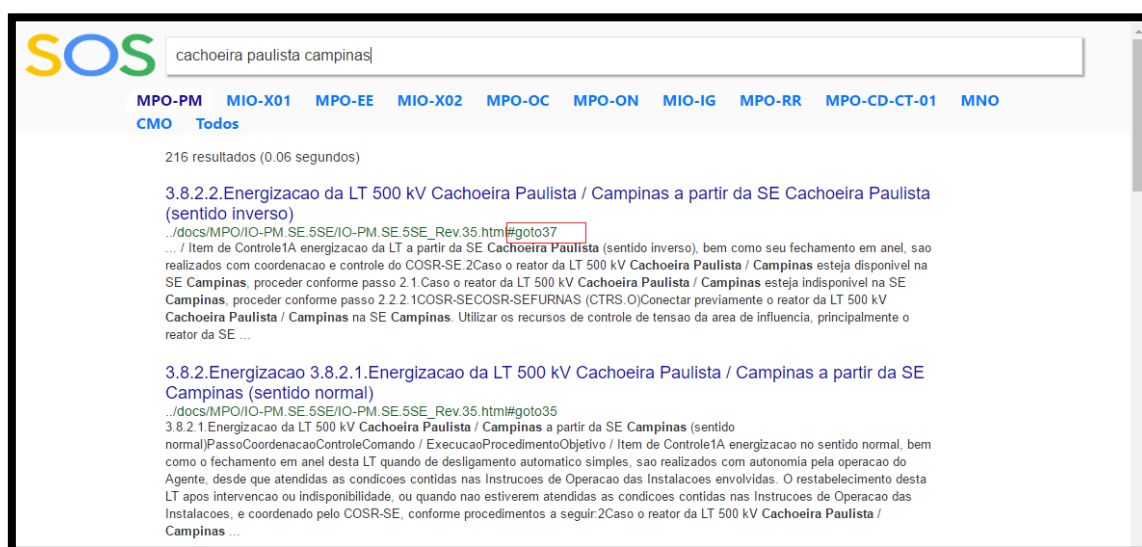 SOS
cachoeira paulista campinas
MPO-PM MIO-X01 MPO-EE MIO-X02 MPO-OC MPO-ON MIO-IG MPO-RR MPO-CD-CT-01 MNO
CMO Todos
216 resultados (0.06 segundos)
3.8.2.2.Energizacao da LT 500 kV Cachoeira Paulista / Campinas a partir da SE Cachoeira Paulista
(sentido inverso)
../docs/MPO/IO-PM.SE.5SE/IO-PM.SE.5SE_Rev.35.html#goto37
... / Item de Controle1A energizacao da LT a partir da SE Cachoeira Paulista (sentido inverso), bem como seu fechamento em anel, sao
realizados com coordenacao e controle do COSR-SE.2Caso o reator da LT 500 kV Cachoeira Paulista / Campinas esteja disponivel na
SE Campinas, proceder conforme passo 2.1.Caso o reator da LT 500 kV Cachoeira Paulista / Campinas esteja indisponivel na SE
Campinas, proceder conforme passo 2.2.2.1COSR-SECOSR-SEFURNAS (CTRS.O)Conectar previamente o reator da LT 500 kV
Cachoeira Paulista / Campinas na SE Campinas. Utilizar os recursos de controle de tensao da area de influencia, principalmente o
reator da SE ...
3.8.2.Energizacao 3.8.2.1.Energizacao da LT 500 kV Cachoeira Paulista / Campinas a partir da SE
Campinas (sentido normal)
../docs/MPO/IO-PM.SE.5SE/IO-PM.SE.5SE_Rev.35.html#goto35
3.8.2.1.Energizacao da LT 500 kV Cachoeira Paulista / Campinas a partir da SE Campinas (sentido
normal)PassoCoordenacaoControleComando / ExecucaoProcedimentoObjetivo / Item de Controle1A energizacao no sentido normal, bem
como o fechamento em anel desta LT quando de desligamento automatico simples, sao realizados com autonomia pela operacao do
Agente, desde que atendidas as condicoes contidas nas Instrucoes de Operacao das Instalacoes envolvidas. O restabelecimento desta
LT apos intervencao ou indisponibilidade, ou quando nao estiverem atendidas as condicoes contidas nas Instrucoes de Operacao das
Instalacoes, e coordenado pelo COSR-SE, conforme procedimentos a seguir:2Caso o reator da LT 500 kV Cachoeira Paulista /
Campinas ...